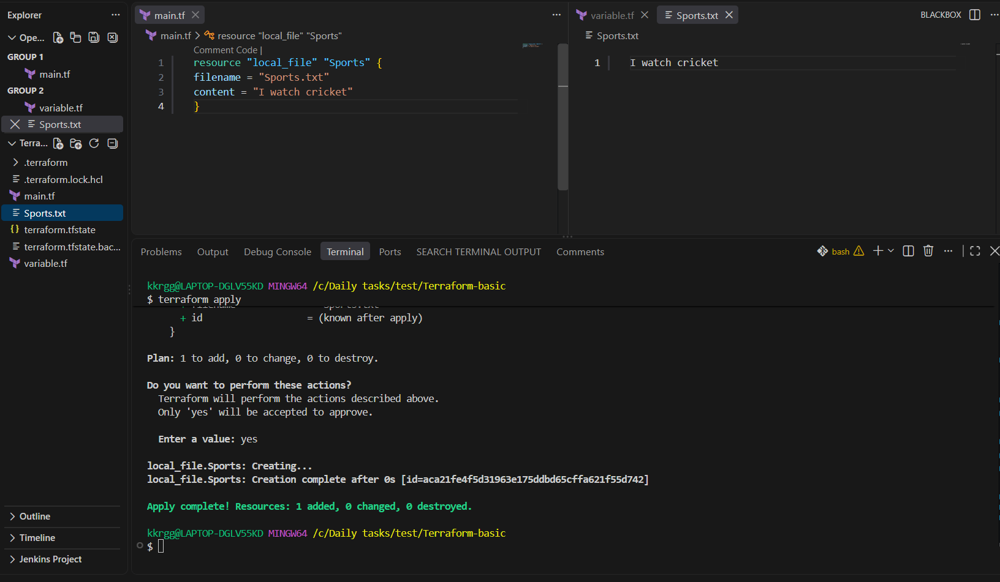 Explorer
Ope...
GROUP 1
main.tf
GROUP 2
variable.tf
Sports.txt
Terra...
.terraform
.terraform.lock.hcl
main.tf
Sports.txt
terraform.tfstate
terraform.tfstate.bac...
variable.tf
Outline
Timeline
Jenkins Project
main.tf
main.tf > resource "local_file" "Sports"
Comment Code |
1 resource "local_file" "Sports" {
2 filename = "Sports.txt"
3 content = "I watch cricket"
4 }
variable.tf Sports.txt BLACKBOX
Sports.txt
1 I watch cricket
Problems Output Debug Console Terminal Ports SEARCH TERMINAL OUTPUT Comments bash
kkrgg@LAPTOP-DGLV55KD MINGW64 /c/Daily tasks/test/Terraform-basic
$ terraform apply
+ id = (known after apply)
}
Plan: 1 to add, 0 to change, 0 to destroy.
Do you want to perform these actions?
Terraform will perform the actions described above.
Only 'yes' will be accepted to approve.
Enter a value: yes
local_file.Sports: Creating...
local_file.Sports: Creation complete after 0s [id=aca21fe4f5d31963e175ddbd65cffa621f55d742]
Apply complete! Resources: 1 added, 0 changed, 0 destroyed.
kkrgg@LAPTOP-DGLV55KD MINGW64 /c/Daily tasks/test/Terraform-basic
$